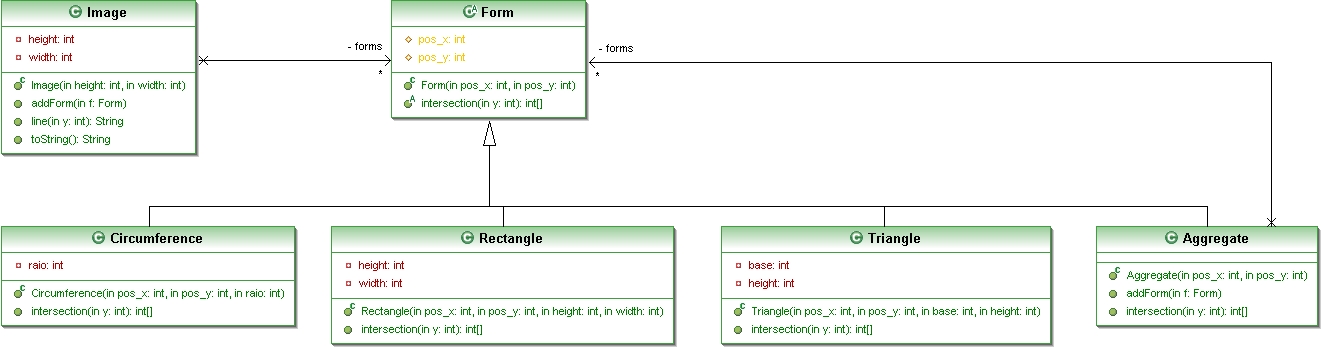 Image
height: int
width: int
Image(in height: int, in width: int)
addForm(in f: Form)
line(in y: int): String
toString(): String
- forms
*
Form
pos_x: int
pos_y: int
Form(in pos_x: int, in pos_y: int)
intersection(in y: int): int[]
- forms
*
Circumference
raio: int
Circumference(in pos_x: int, in pos_y: int, in raio: int)
intersection(in y: int): int[]
Rectangle
height: int
width: int
Rectangle(in pos_x: int, in pos_y: int, in height: int, in width: int)
intersection(in y: int): int[]
Triangle
base: int
height: int
Triangle(in pos_x: int, in pos_y: int, in base: int, in height: int)
intersection(in y: int): int[]
Aggregate
Aggregate(in pos_x: int, in pos_y: int)
addForm(in f: Form)
intersection(in y: int): int[]